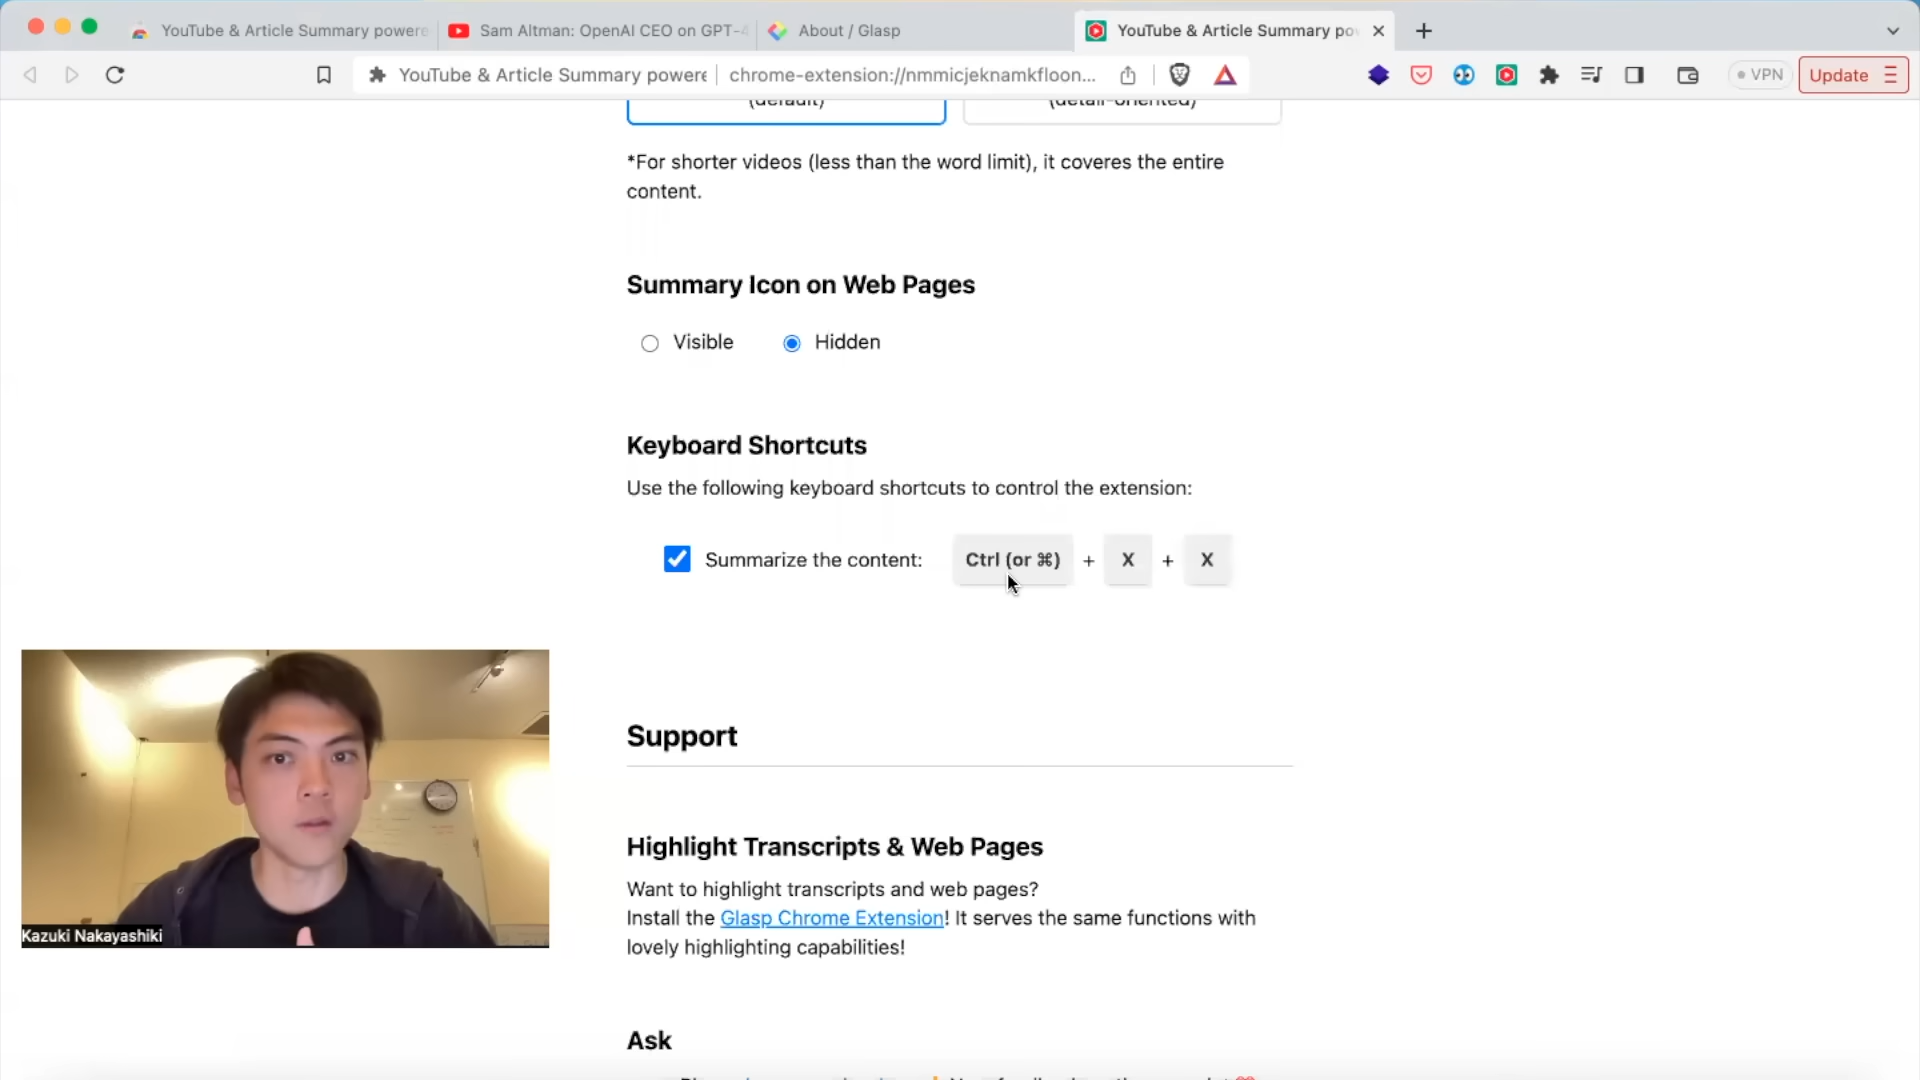 YouTube & Article Summary powere
Sam Altman: OpenAI CEO on GPT-4
About / Glasp
YouTube & Article Summary po
YouTube & Article Summary powere
chrome-extension://nmmicjeknamkfloon...
VPN
Update
(default)
(detail-oriented)
*For shorter videos (less than the word limit), it coveres the entire
content.
Summary Icon on Web Pages
Visible
Hidden
Keyboard Shortcuts
Use the following keyboard shortcuts to control the extension:
Summarize the content: Ctrl (or ⌘) + X + X
Support
Highlight Transcripts & Web Pages
Want to highlight transcripts and web pages?
Install the Glasp Chrome Extension! It serves the same functions with
lovely highlighting capabilities!
Kazuki Nakayashiki
Ask